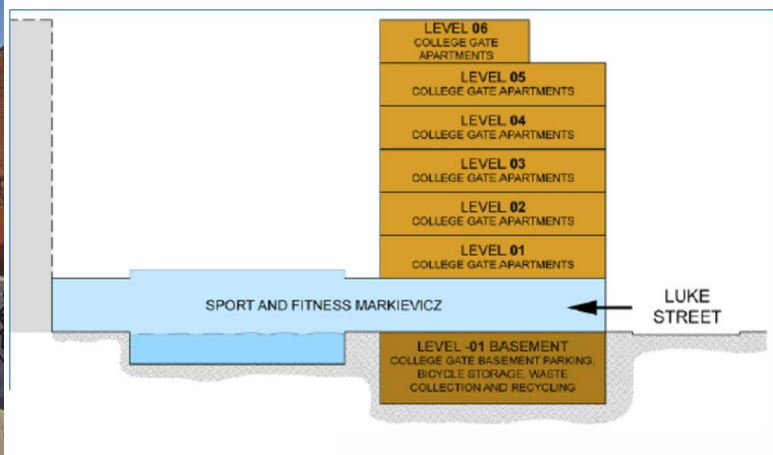 LEVEL 06
COLLEGE GATE
APARTMENTS
LEVEL 05
COLLEGE GATE APARTMENTS
LEVEL 04
COLLEGE GATE APARTMENTS
LEVEL 03
COLLEGE GATE APARTMENTS
LEVEL 02
COLLEGE GATE APARTMENTS
LEVEL 01
COLLEGE GATE APARTMENTS
SPORT AND FITNESS MARKIEVICZ
LUKE
STREET
LEVEL -01 BASEMENT
COLLEGE GATE BASEMENT PARKING,
BICYCLE STORAGE, WASTE
COLLECTION AND RECYCLING